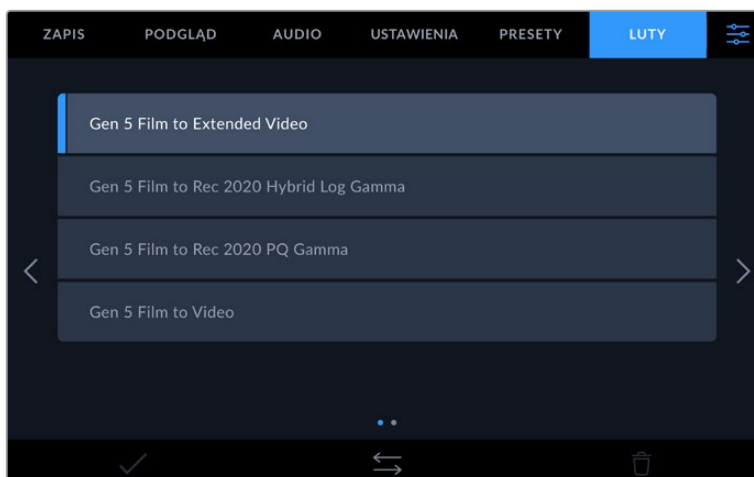 ZAPIS PODGLĄD AUDIO USTAWIENIA PRESETY LUTY
Gen 5 Film to Extended Video
Gen 5 Film to Rec 2020 Hybrid Log Gamma
Gen 5 Film to Rec 2020 PQ Gamma
Gen 5 Film to Video